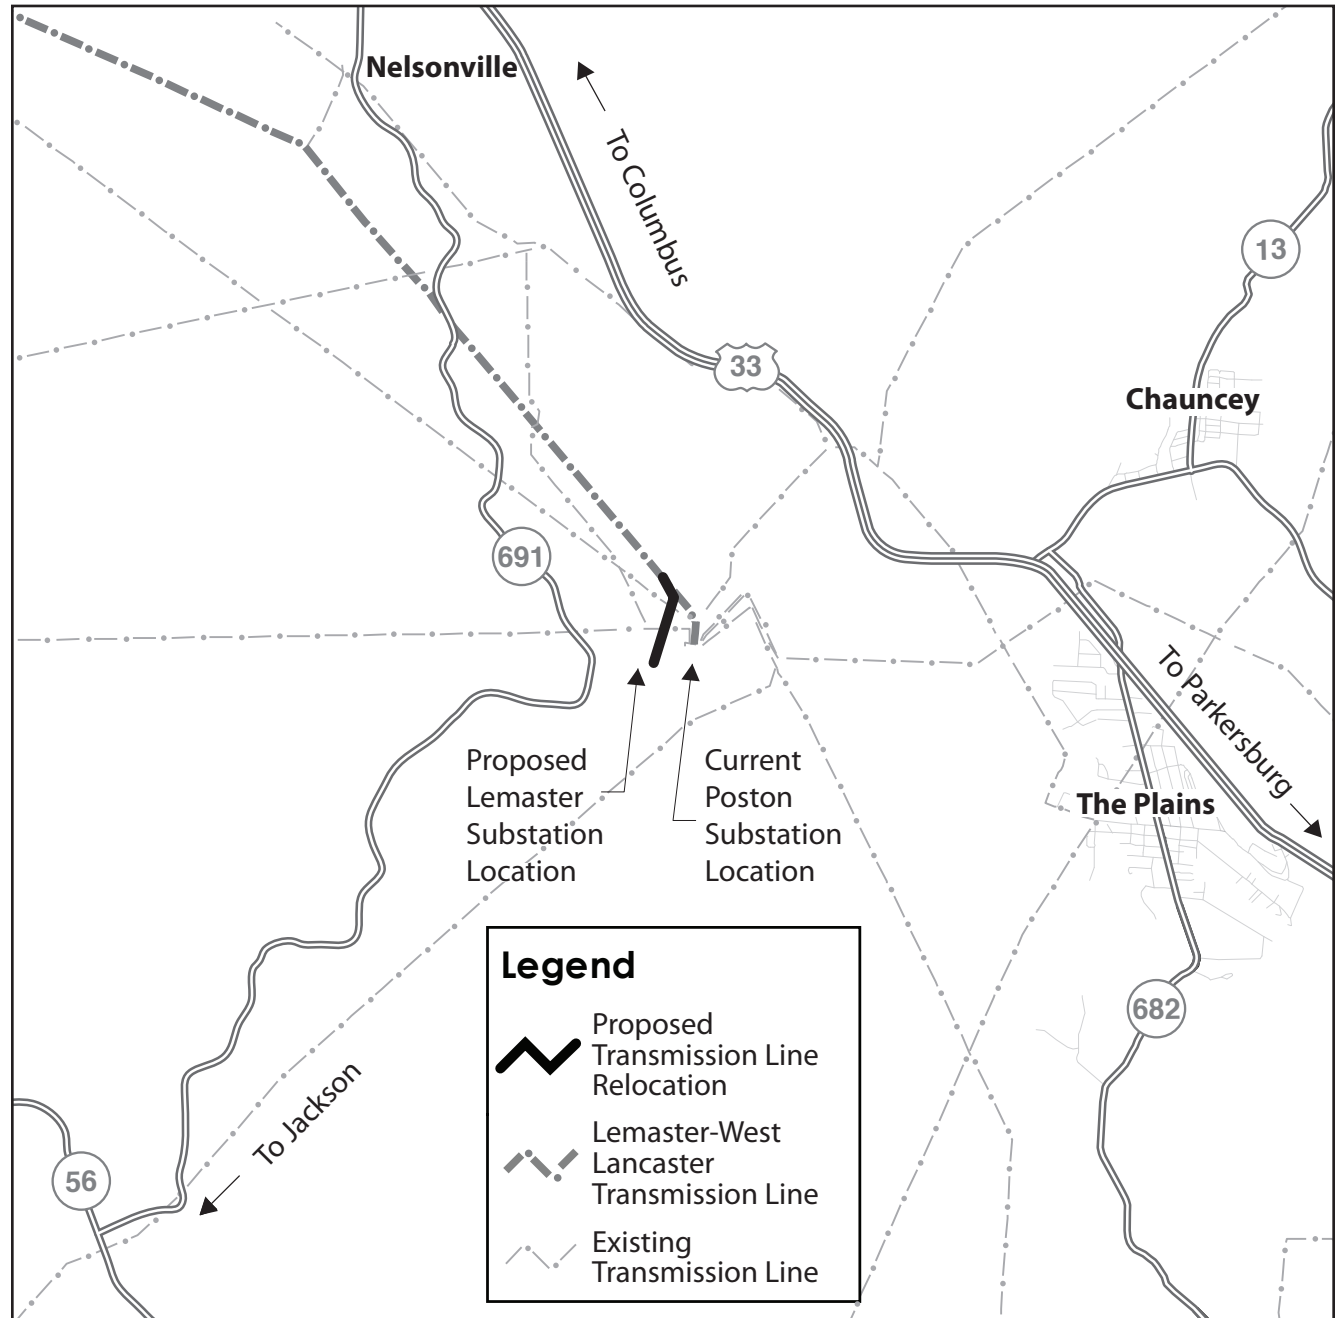 Nelsonville
To Columbus
13
33
Chauncey
691
To Parkersburg
Proposed
Lemaster
Substation
Location
Current
Poston
Substation
Location
The Plains
Legend
Proposed
Transmission Line
Relocation
Lemaster-West
Lancaster
Transmission Line
Existing
Transmission Line
682
To Jackson
56